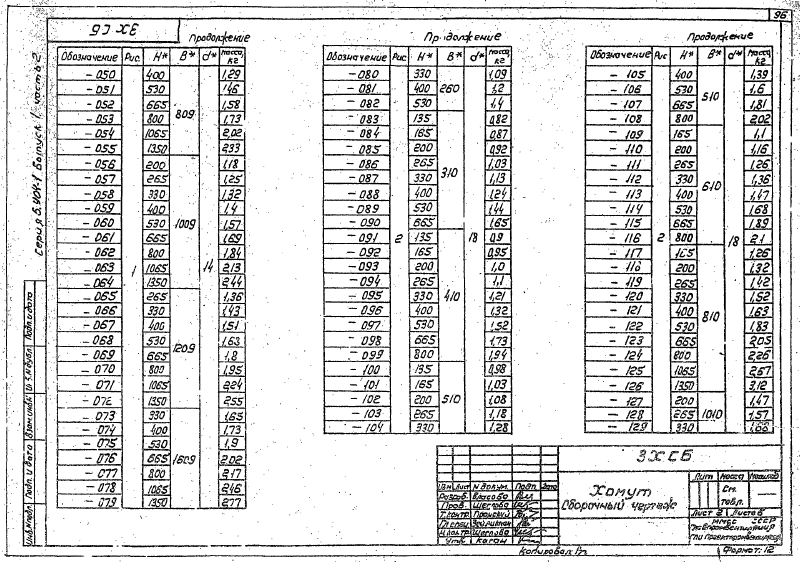 96
3ХСБ
Продолжение
Обозначение Рис. H* B* d* Масса, кг
-050 400 1,29
-051 530 1,46
-052 665 1,58
-053 800 809 1,73
-054 1065 2,02
-055 1350 2,33
-056 200 1,18
-057 265 1,25
-058 330 1,32
-059 400 1,4
-060 530 1009 1,57
-061 665 1,69
-062 800 1,84
-063 1 1065 14 2,13
-064 1350 2,44
-065 265 1,36
-066 330 1,43
-067 400 1,51
-068 530 1209 1,63
-069 665 1,8
-070 800 1,95
-071 1065 2,24
-072 1350 2,55
-073 330 1,65
-074 400 1,73
-075 530 1,9
-076 665 1609 2,02
-077 800 2,17
-078 1065 2,46
-079 1350 2,77
Продолжение
Обозначение Рис H* B* d* Масса, кг
-080 330 1,09
-081 400 260 1,2
-082 530 1,4
-083 135 0,82
-084 165 0,87
-085 200 0,92
-086 265 310 1,03
-087 330 1,13
-088 400 1,24
-089 530 1,44
-090 665 1,65
-091 2 135 18 0,9
-092 165 0,95
-093 200 1,0
-094 265 1,1
-095 330 410 1,21
-096 400 1,32
-097 530 1,52
-098 665 1,73
-099 800 1,94
-100 135 0,98
-101 165 1,03
-102 200 510 1,08
-103 265 1,18
-104 330 1,28
Продолжение
Обозначение Рис H* B* d* Масса, кг
-105 400 1,39
-106 530 510 1,6
-107 665 1,81
-108 800 2,02
-109 165 1,1
-110 200 1,16
-111 265 1,26
-112 330 610 1,36
-113 400 1,47
-114 530 1,68
-115 665 1,89
-116 2 800 18 2,1
-117 165 1,26
-118 200 1,32
-119 265 1,42
-120 330 1,52
-121 400 810 1,63
-122 530 1,83
-123 665 2,05
-124 800 2,26
-125 1065 2,67
-126 1350 3,12
-127 200 1,47
-128 265 1010 1,57
-129 330 1,68
Серия 5.904-1 Выпуск 1 часть 2
Подп. и дата
Взам.инв.№
Подп. и дата
Инв.№подл.
3ХСБ
Хомут
Сборочный чертеж
Лит Масса Масштаб
См. табл. —
Лист 2 Листов 6
Изм Лист № докум. Подп. Дата
Разраб. Власова
Пров. Щеглова
Т.контр.
Гл.спец.
Н.контр Щеглова
Утв. Каган
ММСС СССР
ГПИ Проектпромвентиляция
Копировал
Формат: 12